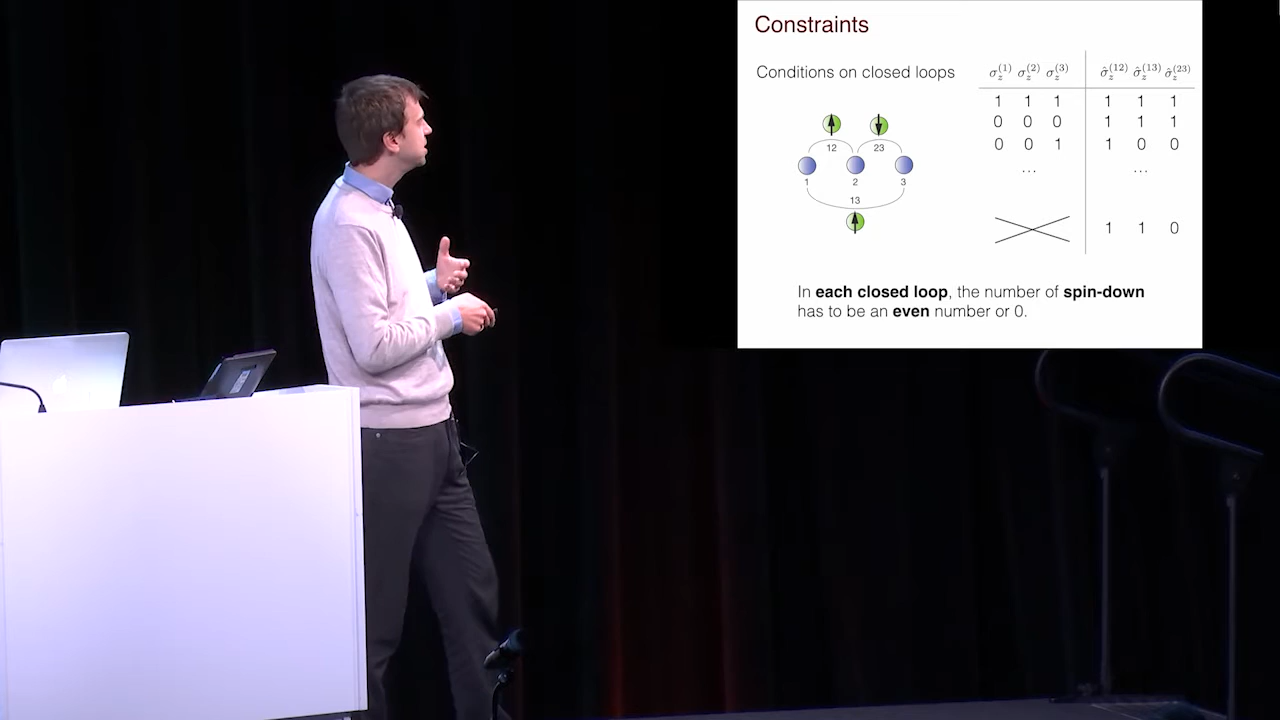 Constraints
Conditions on closed loops
σ_z^(1) σ_z^(2) σ_z^(3) σ̂_z^(12) σ̂_z^(13) σ̂_z^(23)
1 1 1 1 1 1
0 0 0 1 1 1
0 0 1 1 0 0
... ...
1 1 0
12 23
1 2 3
13
In each closed loop, the number of spin-down
has to be an even number or 0.